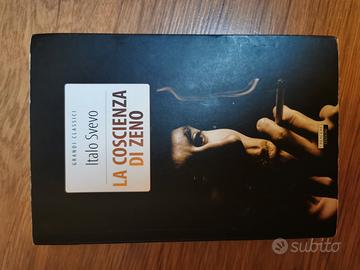 GRANDI CLASSICI
Italo Svevo
LA COSCIENZA
DI ZENO
subito